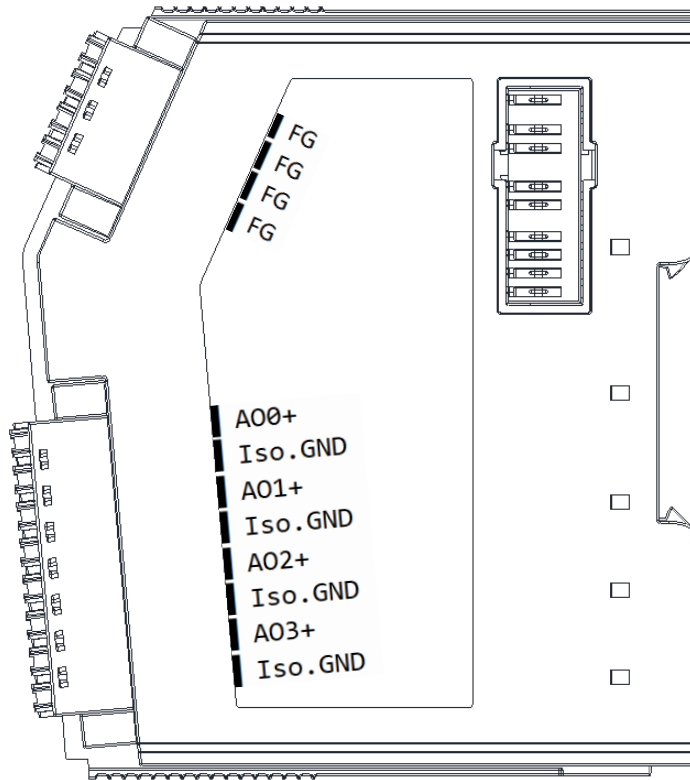 FG
FG
FG
FG
AO0+
Iso.GND
AO1+
Iso.GND
AO2+
Iso.GND
AO3+
Iso.GND